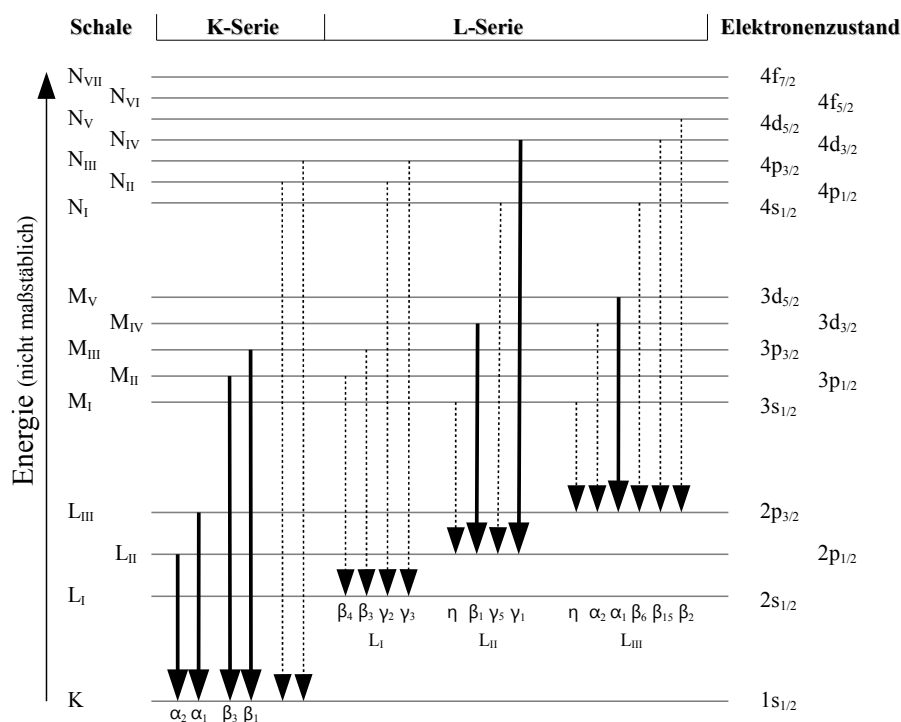 Schale K-Serie L-Serie Elektronenzustand
N_VII 4f_7/2
N_VI 4f_5/2
N_V 4d_5/2
N_IV 4d_3/2
N_III 4p_3/2
N_II 4p_1/2
N_I 4s_1/2
M_V 3d_5/2
M_IV 3d_3/2
M_III 3p_3/2
M_II 3p_1/2
M_I 3s_1/2
Energie (nicht maßstäblich)
L_III 2p_3/2
L_II 2p_1/2
L_I 2s_1/2
β₄ β₃ γ₂ γ₃ η β₁ γ₅ γ₁ η α₂ α₁ β₆ β₁₅ β₂
L_I L_II L_III
K 1s_1/2
α₂ α₁ β₃ β₁